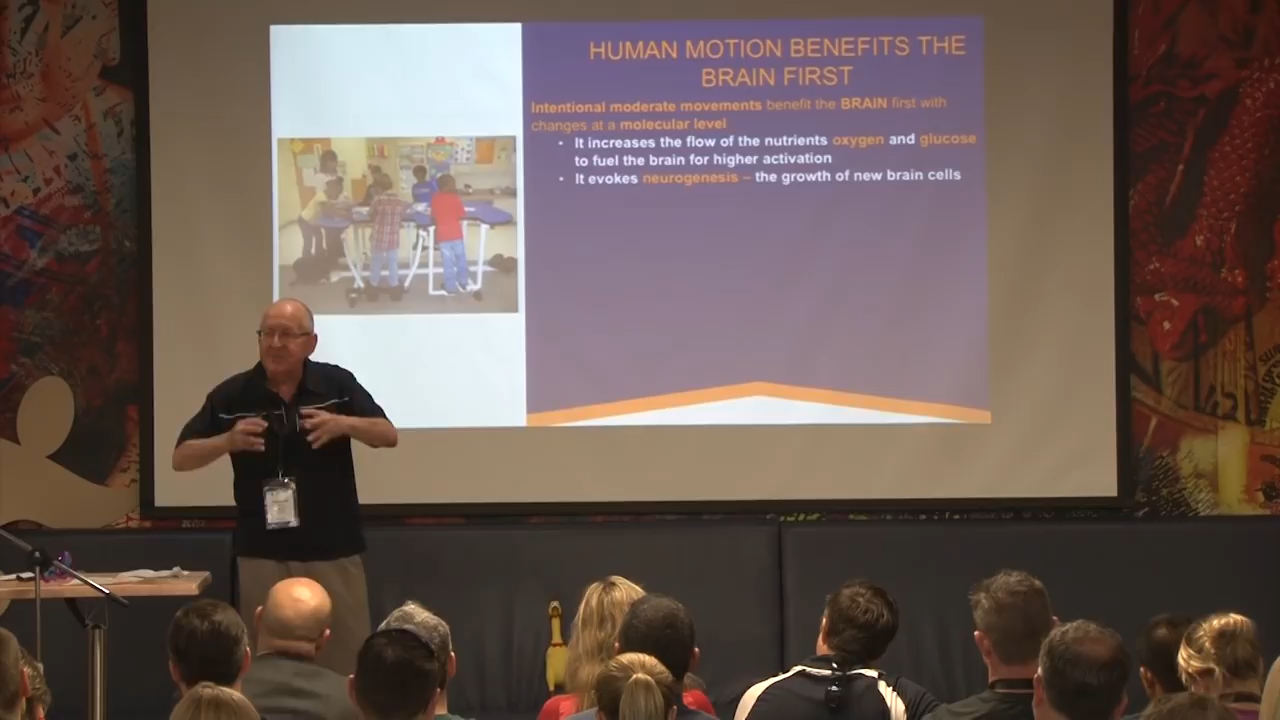 HUMAN MOTION BENEFITS THE
BRAIN FIRST
Intentional moderate movements benefit the BRAIN first with
changes at a molecular level
• It increases the flow of the nutrients oxygen and glucose
to fuel the brain for higher activation
• It evokes neurogenesis – the growth of new brain cells